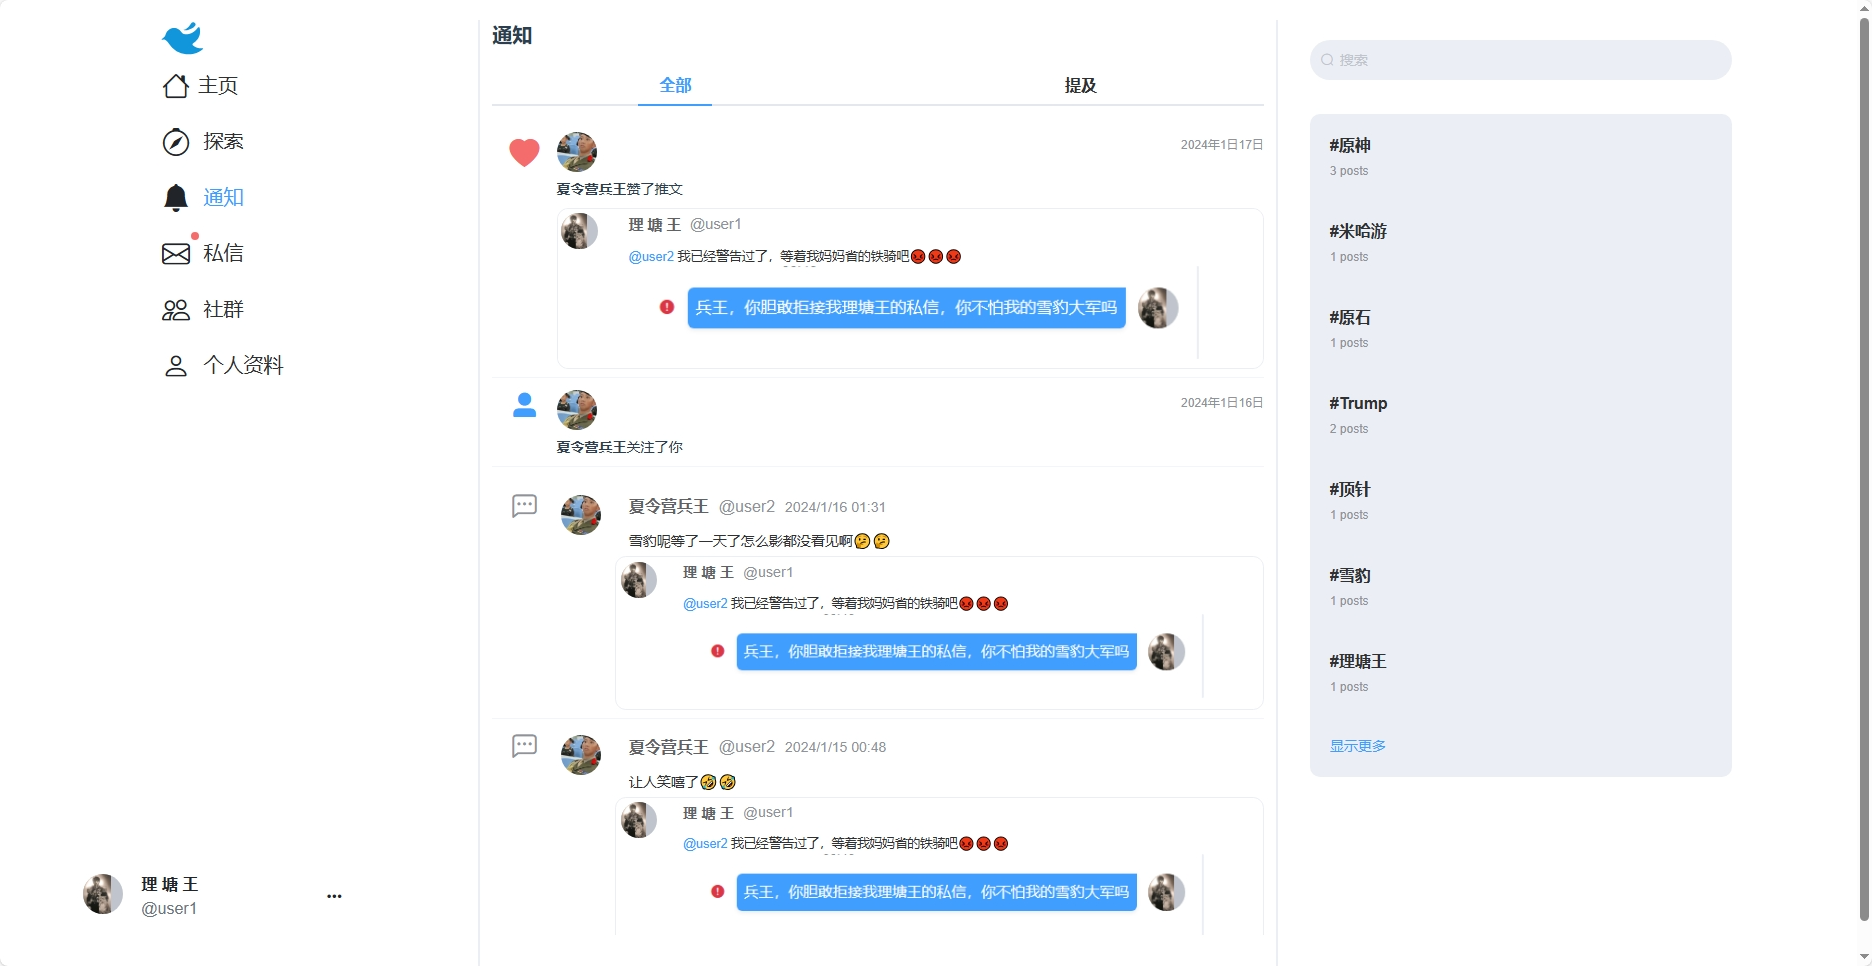 主页
探索
通知
私信
社群
个人资料
理 塘 王
@user1
通知
全部
提及
2024年1日17日
夏令营兵王赞了推文
理 塘 王 @user1
@user2 我已经警告过了，等着我妈妈省的铁骑吧😡😡😡
兵王，你胆敢拒接我理塘王的私信，你不怕我的雪豹大军吗
2024年1日16日
夏令营兵王关注了你
夏令营兵王 @user2 2024/1/16 01:31
雪豹呢等了一天了怎么影都没看见啊🤔🤔
理 塘 王 @user1
@user2 我已经警告过了，等着我妈妈省的铁骑吧😡😡😡
兵王，你胆敢拒接我理塘王的私信，你不怕我的雪豹大军吗
夏令营兵王 @user2 2024/1/15 00:48
让人笑嘻了🤣🤣
理 塘 王 @user1
@user2 我已经警告过了，等着我妈妈省的铁骑吧😡😡😡
兵王，你胆敢拒接我理塘王的私信，你不怕我的雪豹大军吗
搜索
#原神
3 posts
#米哈游
1 posts
#原石
1 posts
#Trump
2 posts
#顶针
1 posts
#雪豹
1 posts
#理塘王
1 posts
显示更多